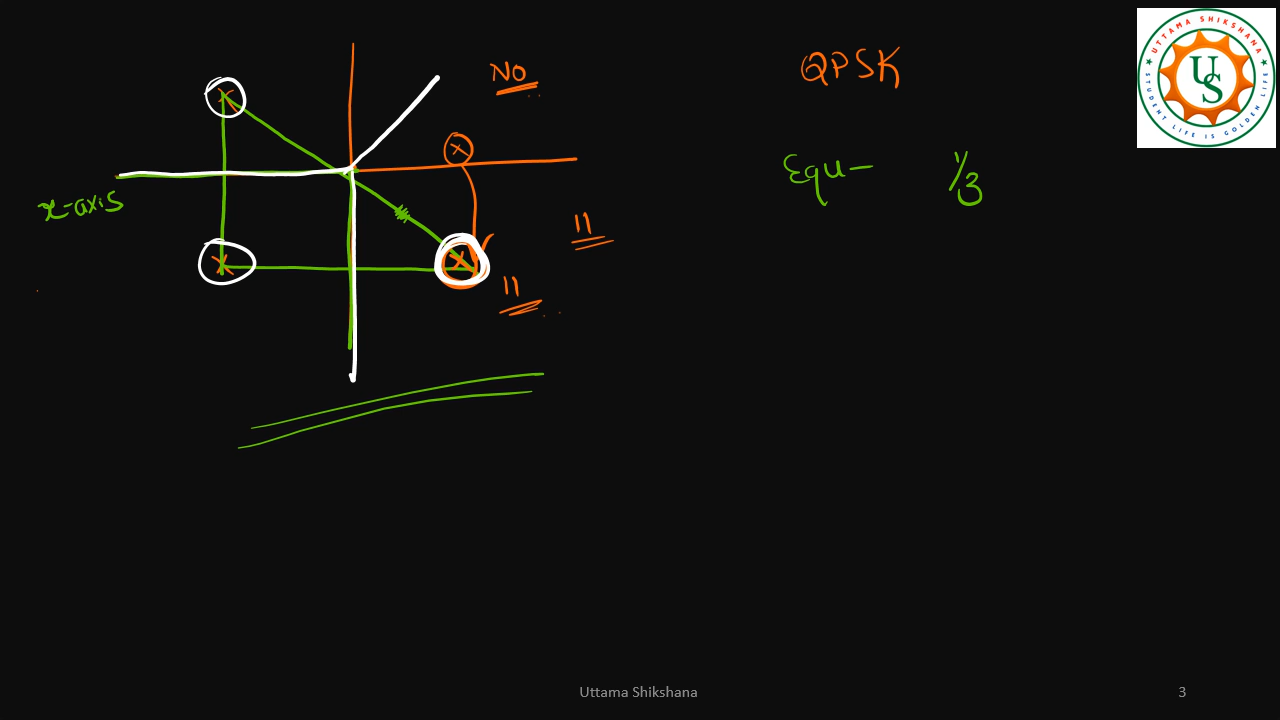 NO
QPSK
Equ- 1/3
x-axis
11
11
UTTAMA SHIKSHANA
US
STUDENT LIFE IS GOLDEN LIFE
Uttama Shikshana
3